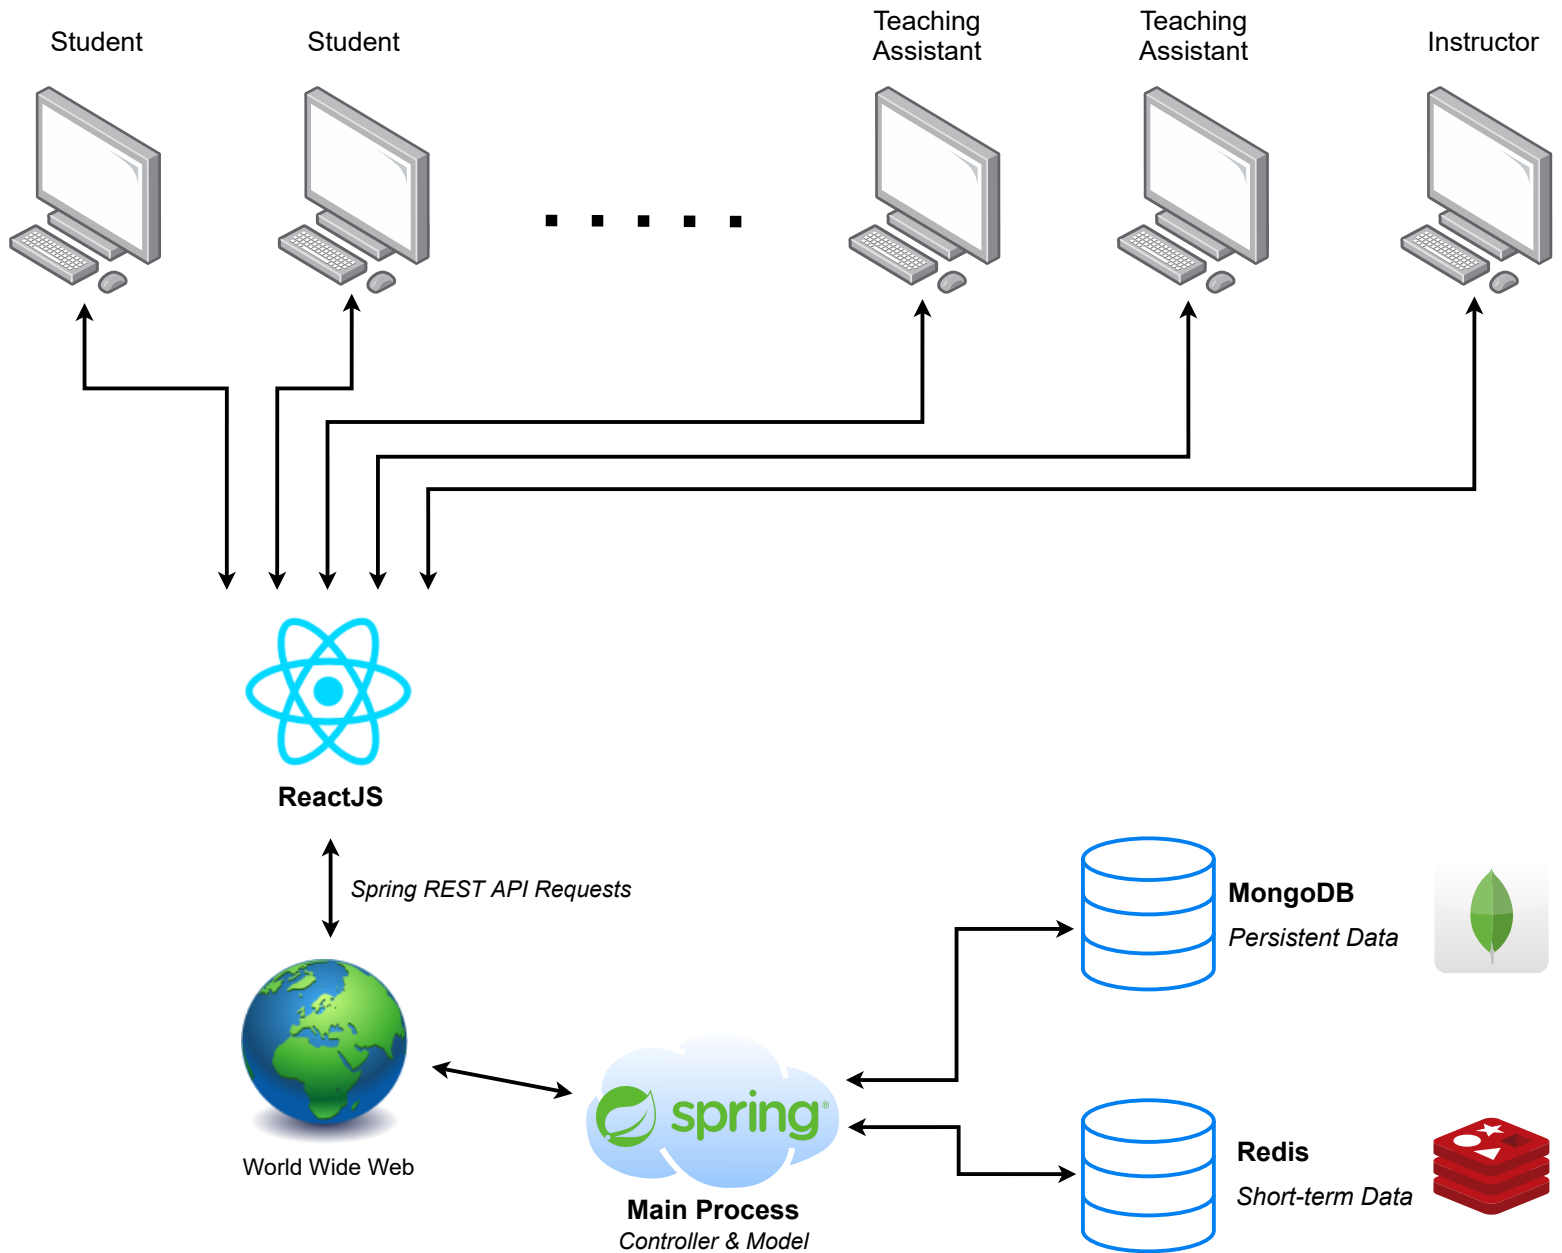 Student
Student
Teaching
Assistant
Teaching
Assistant
Instructor
ReactJS
Spring REST API Requests
World Wide Web
spring®
Main Process
Controller & Model
MongoDB
Persistent Data
Redis
Short-term Data